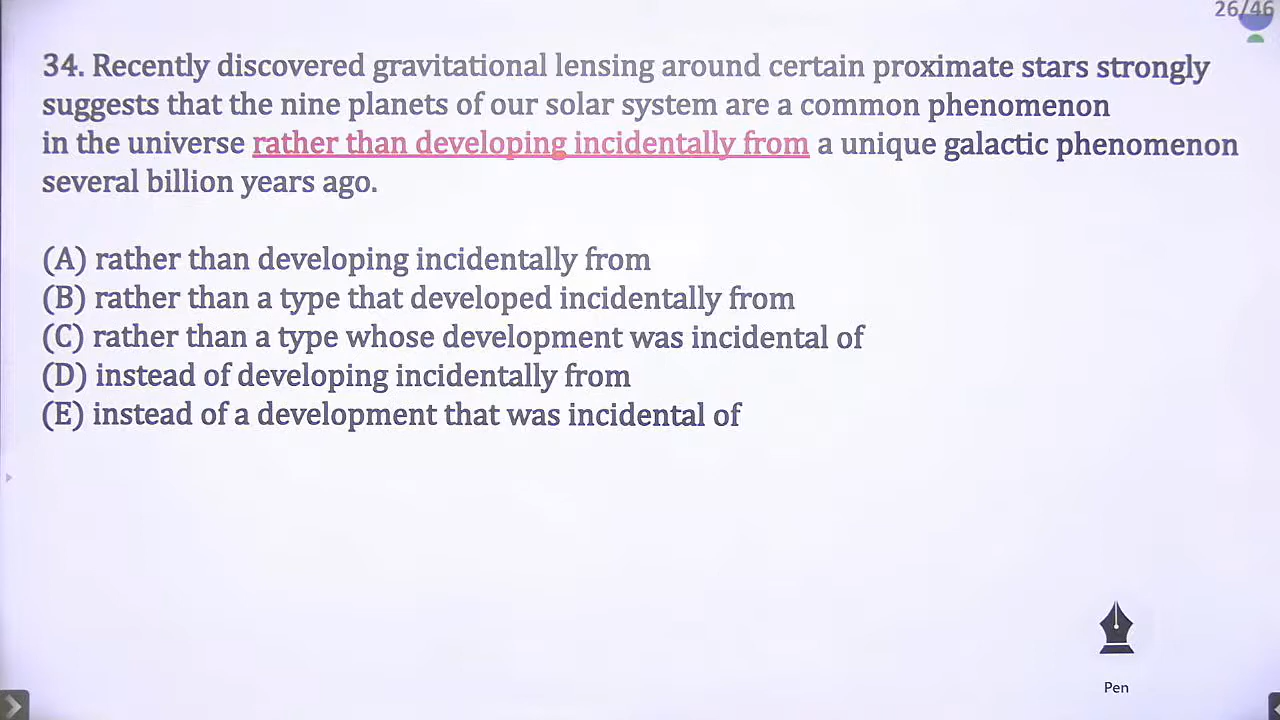 26/46
34. Recently discovered gravitational lensing around certain proximate stars strongly
suggests that the nine planets of our solar system are a common phenomenon
in the universe rather than developing incidentally from a unique galactic phenomenon
several billion years ago.
(A) rather than developing incidentally from
(B) rather than a type that developed incidentally from
(C) rather than a type whose development was incidental of
(D) instead of developing incidentally from
(E) instead of a development that was incidental of
Pen